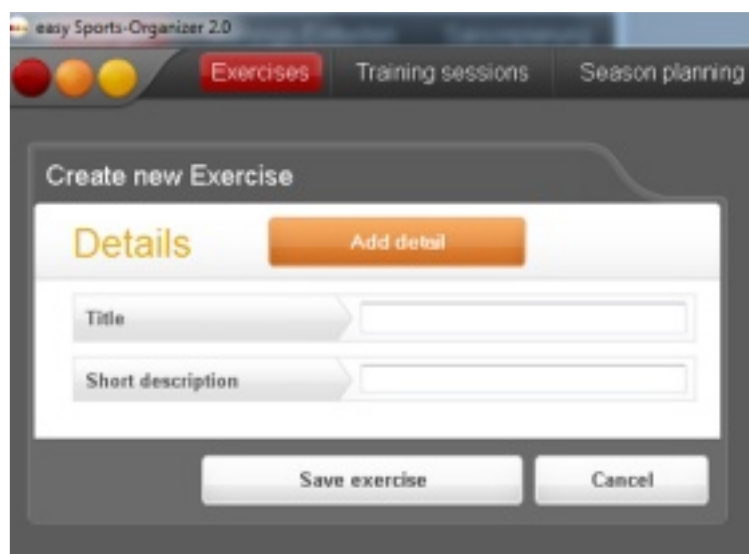 easy Sports-Organizer 2.0
Exercises Training sessions Season planning
Create new Exercise
Details Add detail
Title
Short description
Save exercise Cancel